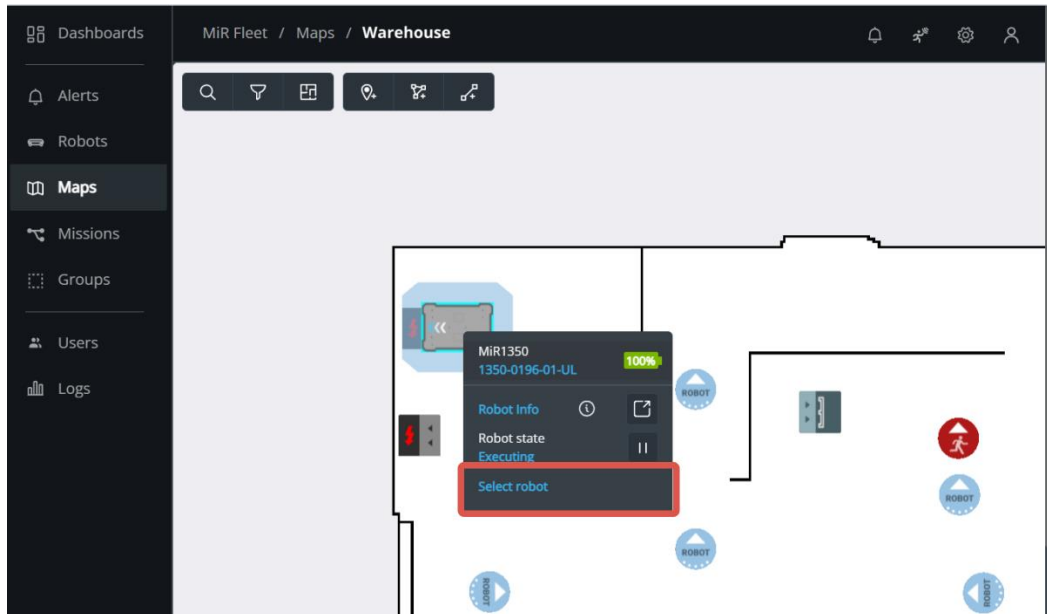 Dashboards
MiR Fleet / Maps / Warehouse
Alerts
Robots
Maps
Missions
Groups
Users
Logs
MiR1350
1350-0196-01-UL
100%
Robot Info
Robot state
Executing
Select robot
ROBOT
ROBOT
ROBOT
ROBOT
ROBOT